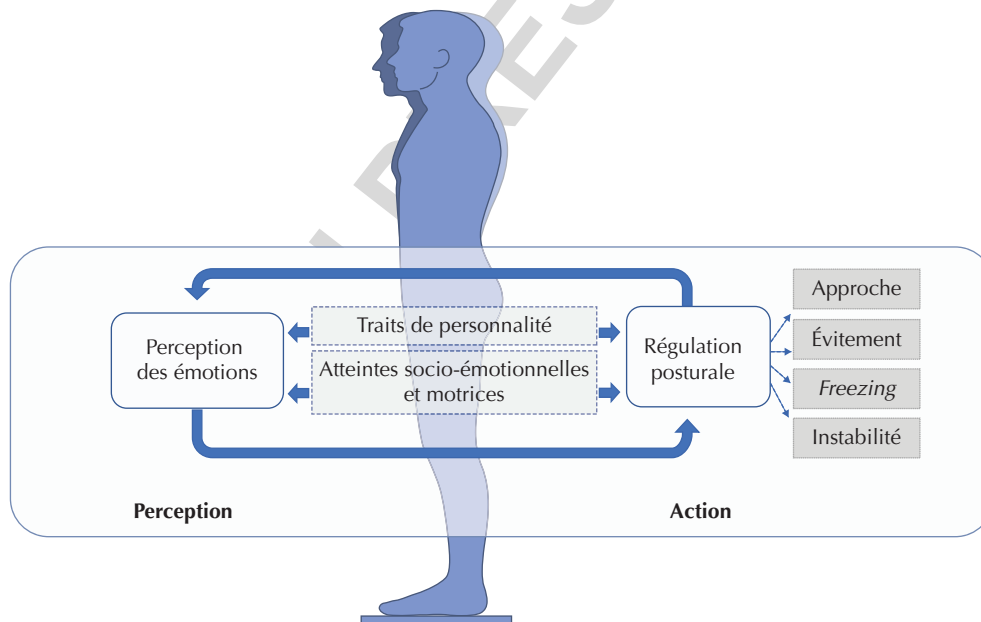 Approche
Traits de personnalité
Perception
des émotions
Régulation
posturale
Évitement
Atteintes socio-émotionnelles
et motrices
Freezing
Instabilité
Perception
Action